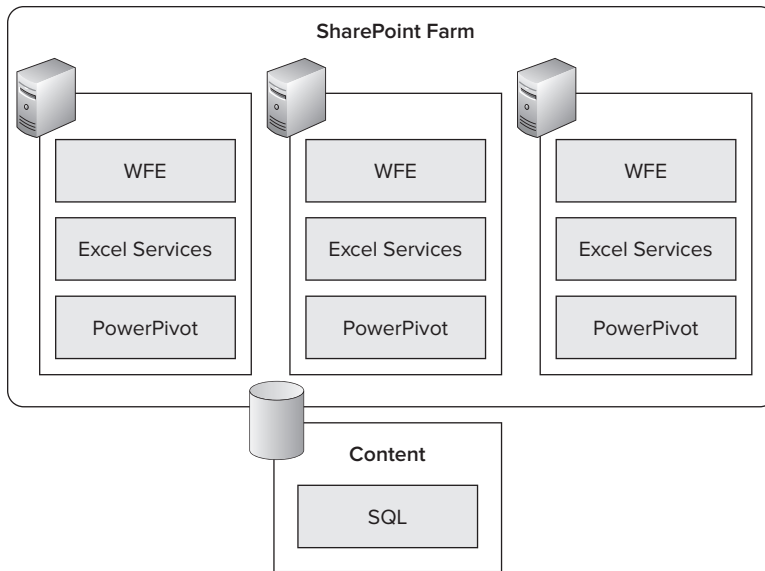 SharePoint Farm
WFE
Excel Services
PowerPivot
WFE
Excel Services
PowerPivot
WFE
Excel Services
PowerPivot
Content
SQL